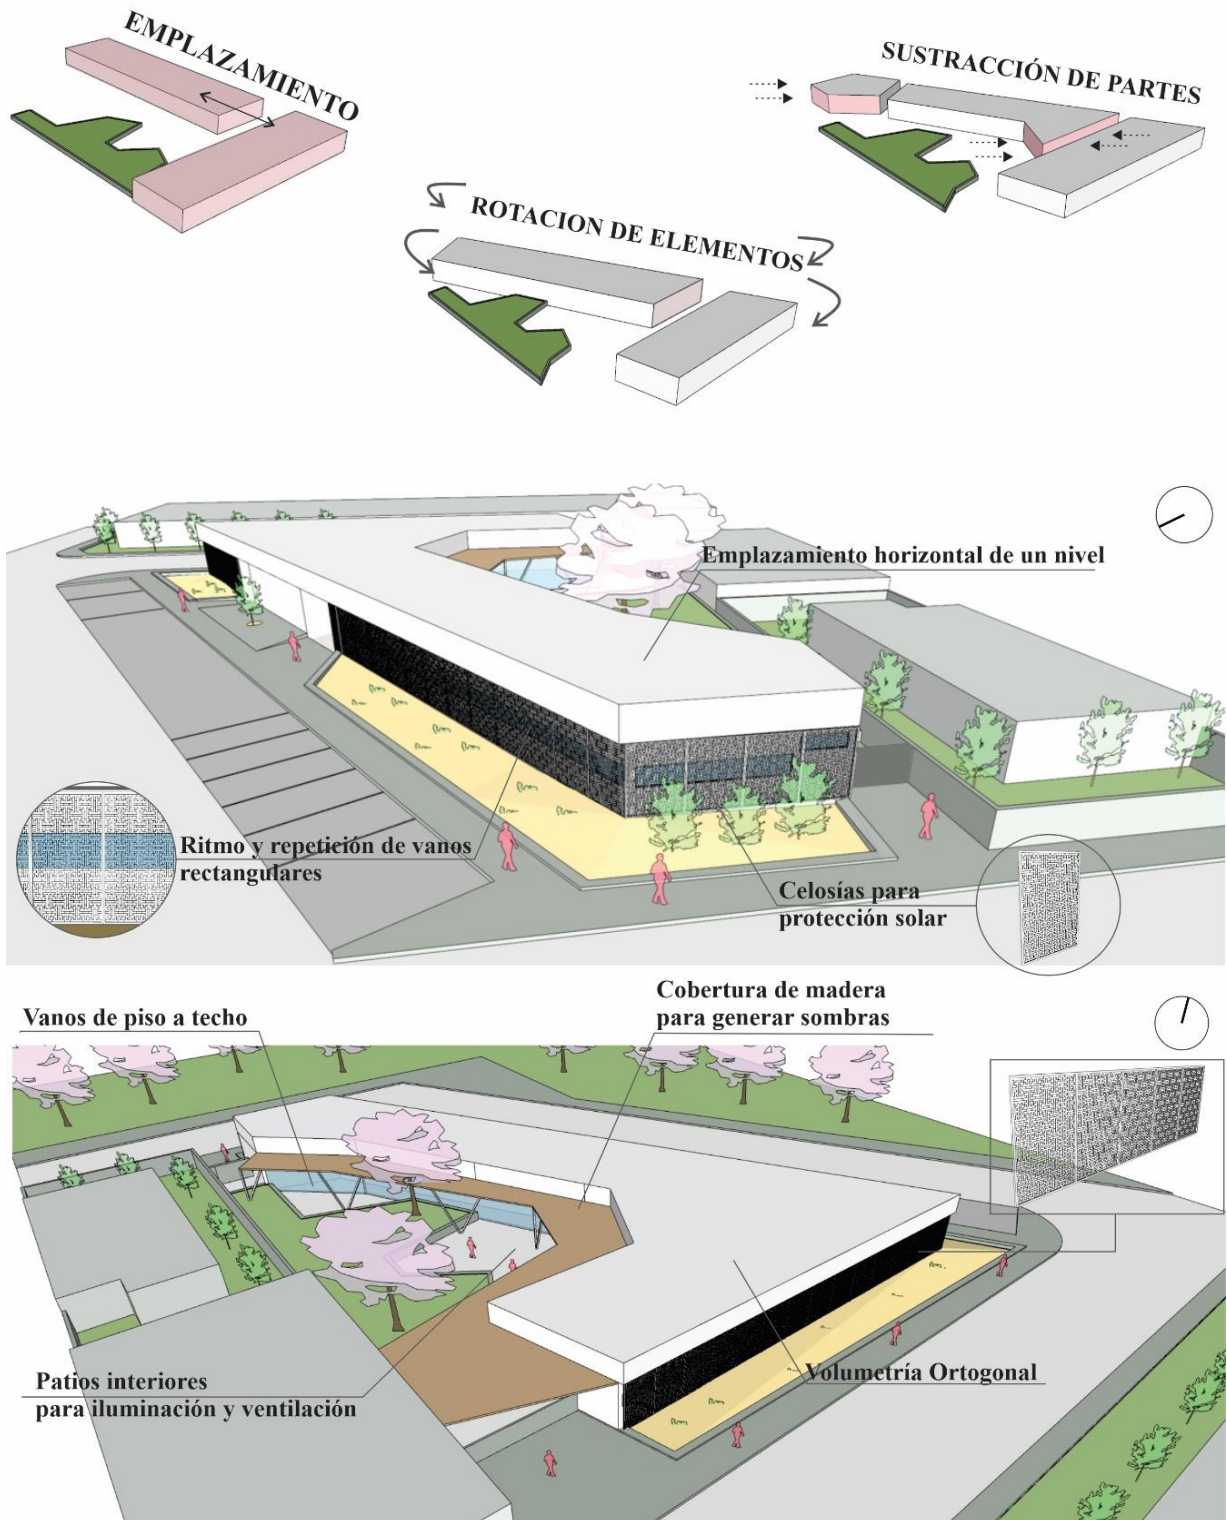 EMPLAZAMIENTO
SUSTRACCIÓN DE PARTES
ROTACION DE ELEMENTOS
Emplazamiento horizontal de un nivel
Ritmo y repetición de vanos
rectangulares
Celosías para
protección solar
Vanos de piso a techo
Cobertura de madera
para generar sombras
Patios interiores
para iluminación y ventilación
Volumetría Ortogonal